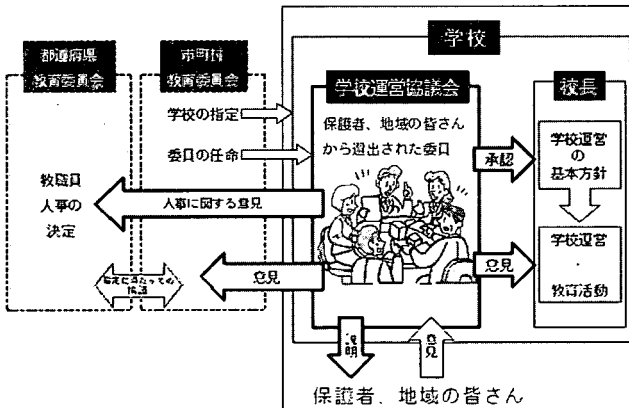 学校
都道府県
教育委員会
市町村
教育委員会
学校運営協議会
校長
学校の指定
委員の任命
保護者、地域の皆さん
から選出された委員
承認
学校運営
の
基本方針
教職員
人事の
決定
人事に関する意見
意見
意見
学校運営
・
教育活動
説明
意見
保護者、地域の皆さん